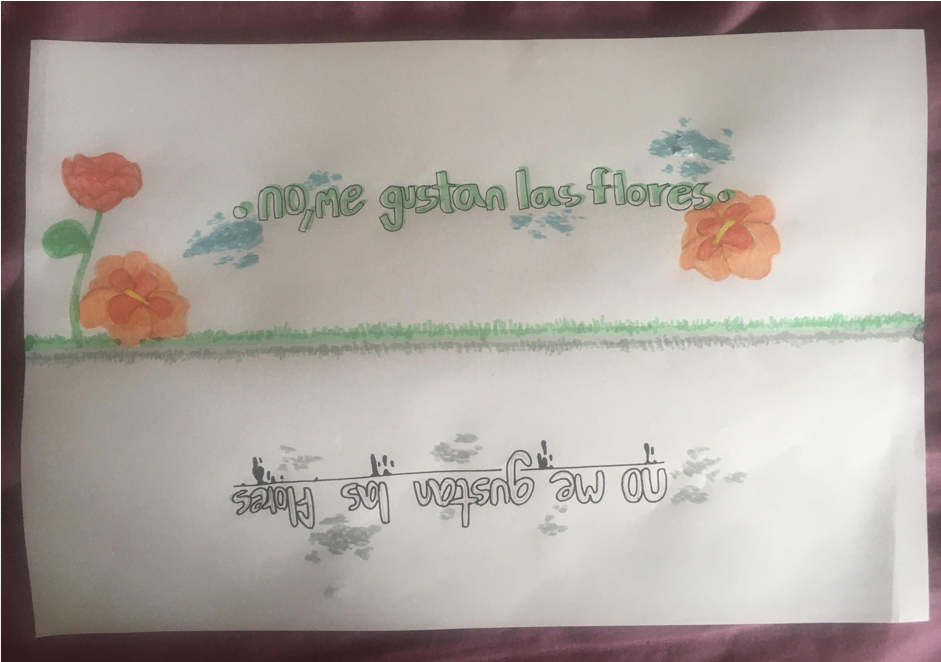 . no, me gustan las flores.
no me gustan las flores